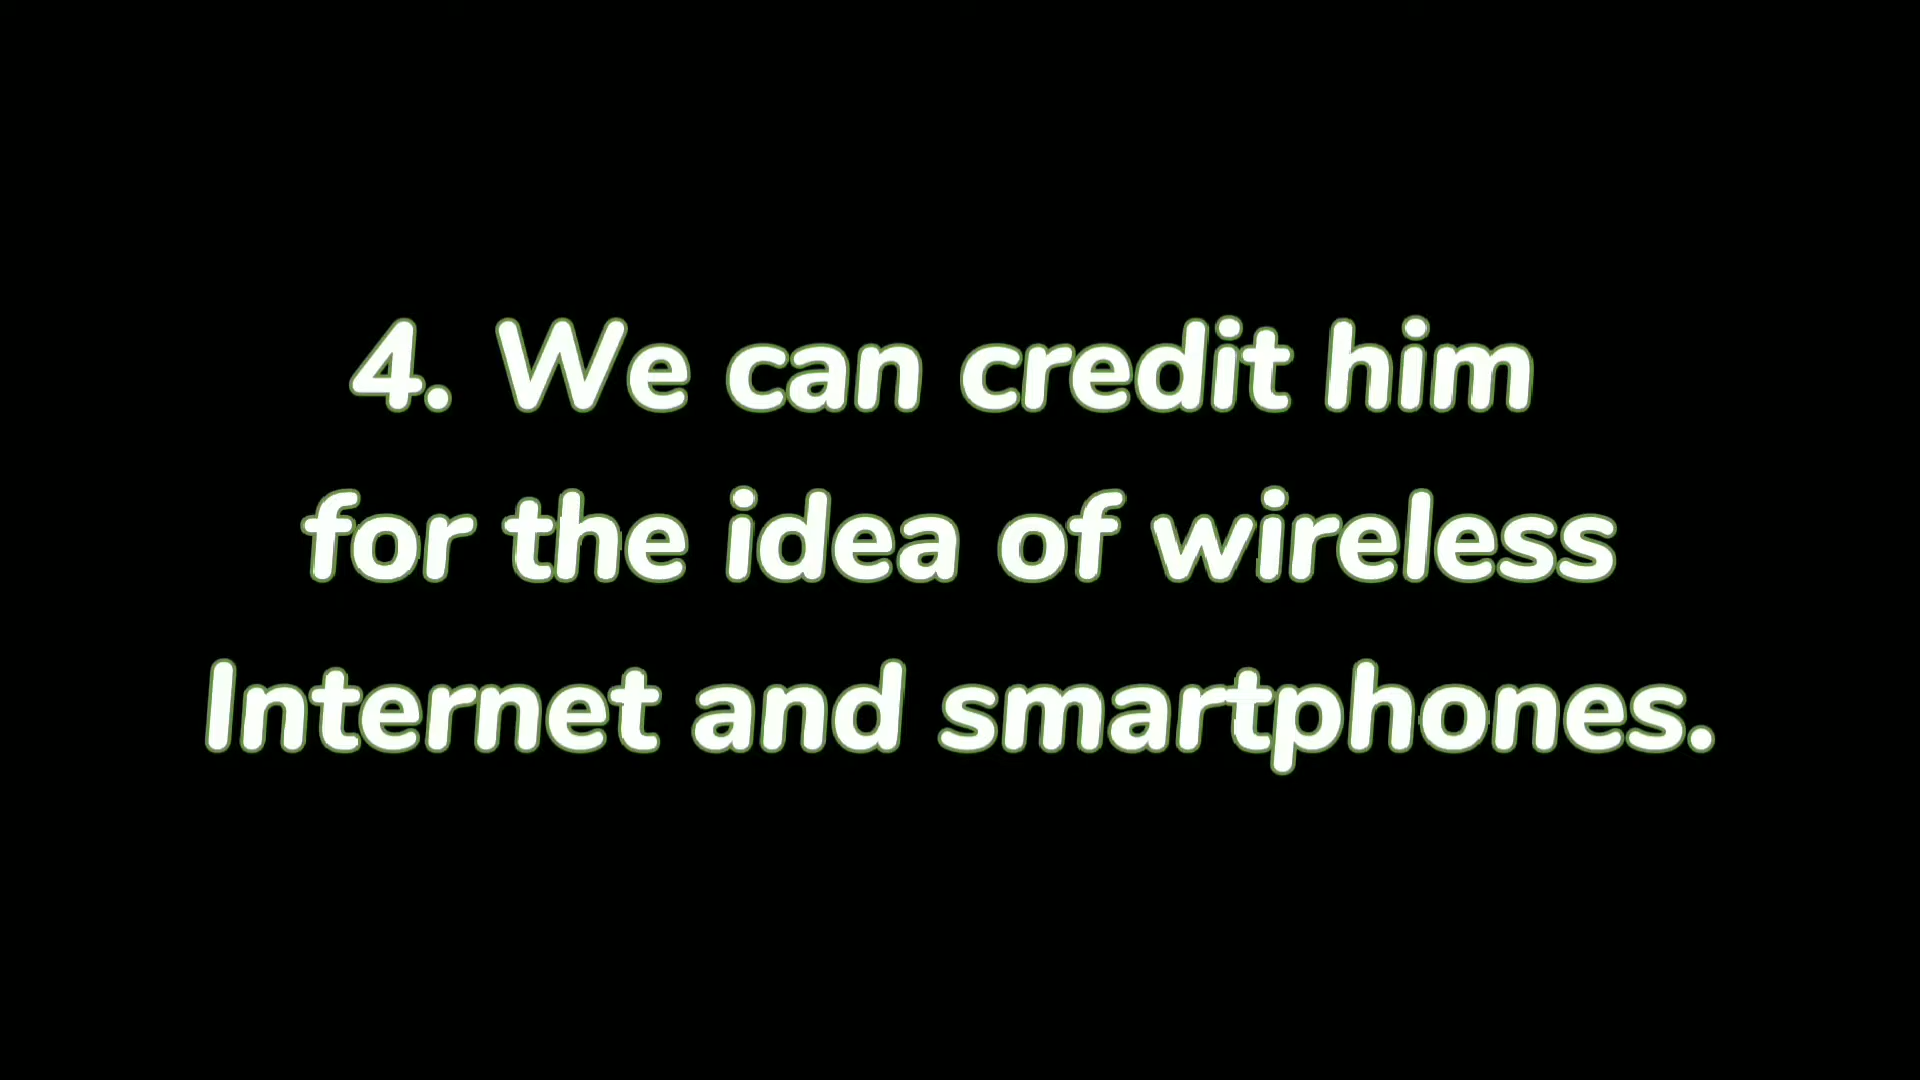 4. We can credit him
for the idea of wireless
Internet and smartphones.